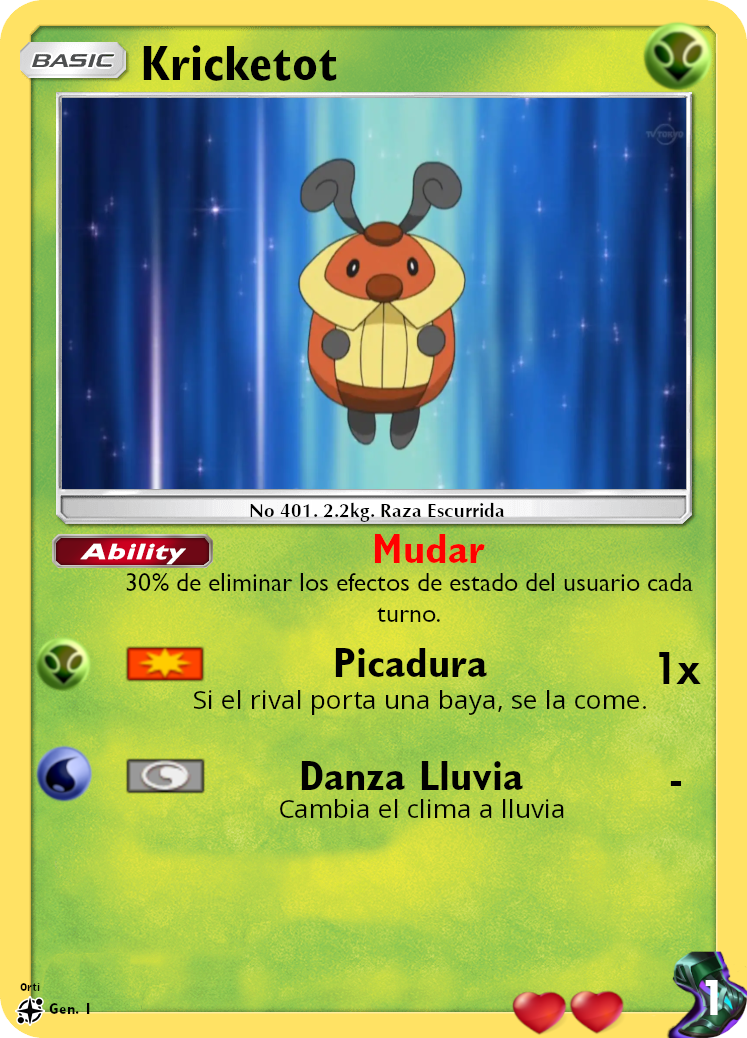 BASIC Kricketot
TV TOKYO
No 401. 2.2kg. Raza Escurrida
Ability Mudar
30% de eliminar los efectos de estado del usuario cada
turno.
Picadura 1x
Si el rival porta una baya, se la come.
Danza Lluvia -
Cambia el clima a lluvia
Orti
Gen. I
1